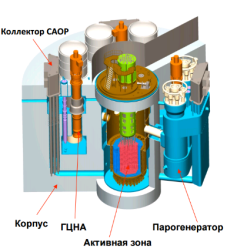 Коллектор САОР
Корпус
ГЦНА
Парогенератор
Активная зона